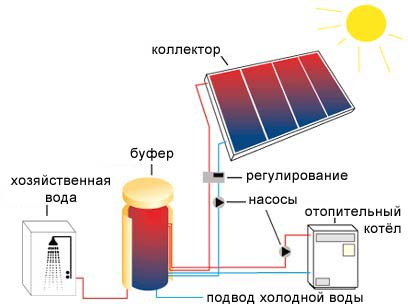 коллектор
буфер
хозяйственная
вода
регулирование
насосы
отопительный
котёл
подвод холодной воды